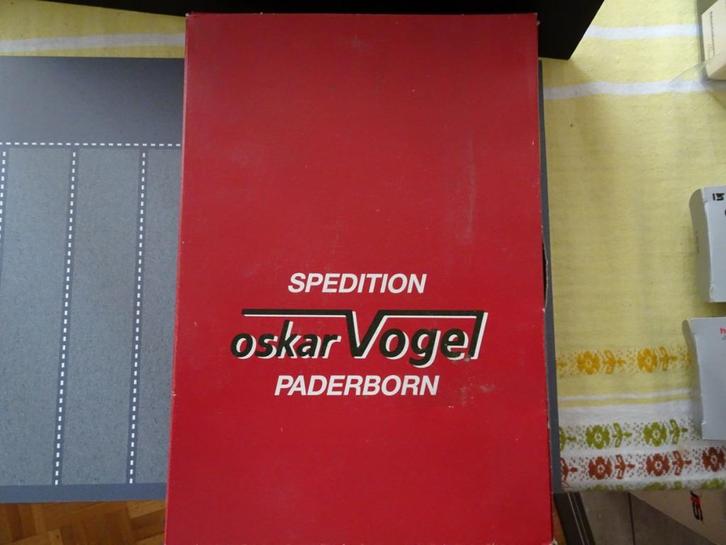 SPEDITION
oskar Vogel
PADERBORN